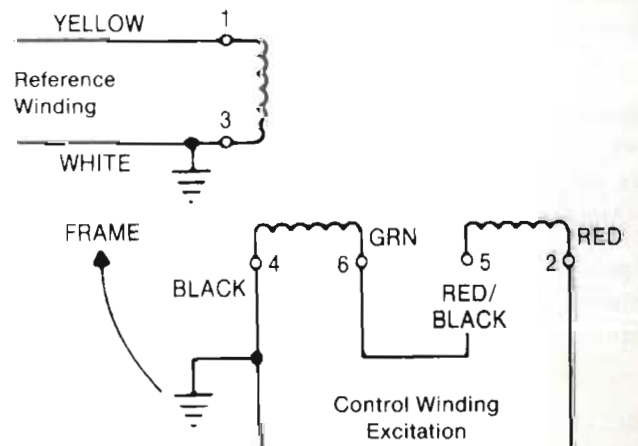 YELLOW
1
Reference
Winding
3
WHITE
FRAME
GRN
RED
4
6
5
2
BLACK
RED/
BLACK
Control Winding
Excitation